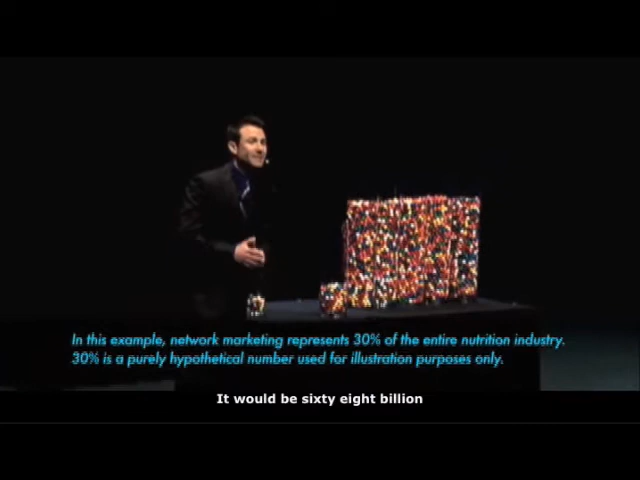 In this example, network marketing represents 30% of the entire nutrition industry.
30% is a purely hypothetical number used for illustration purposes only.
It would be sixty eight billion